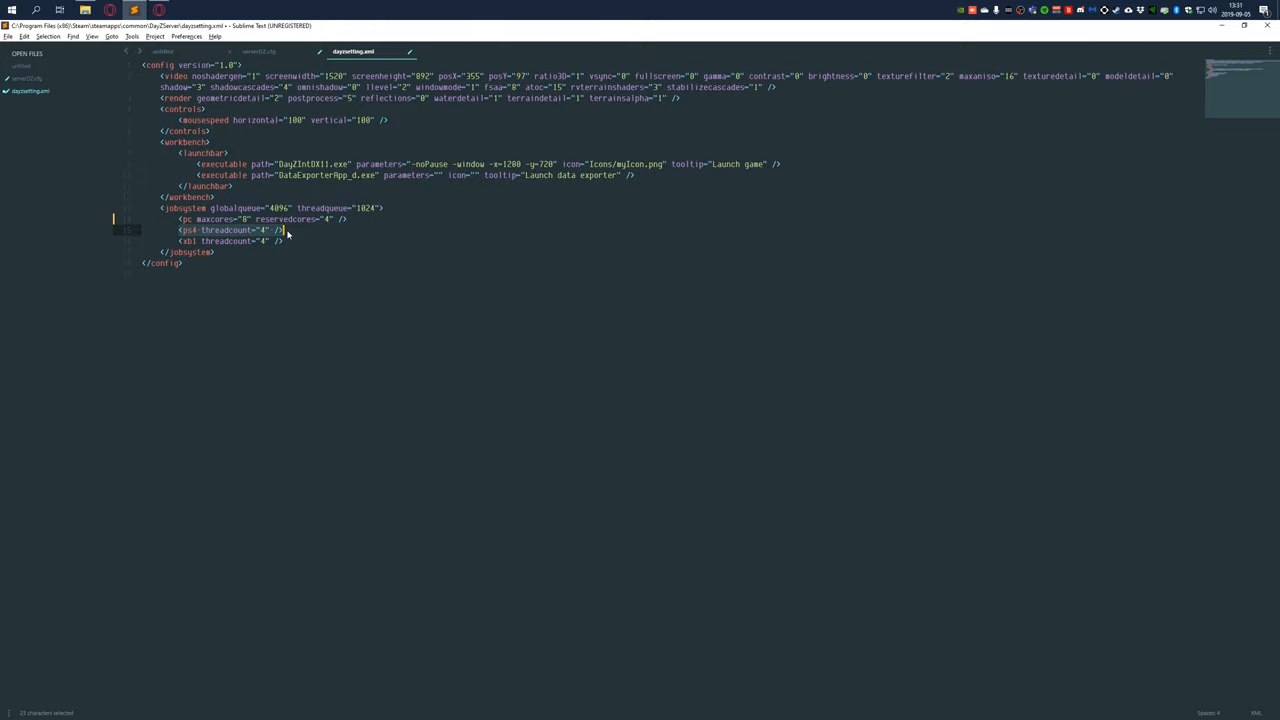 13:31
2019-09-05
C:\Program Files (x86)\Steam\steamapps\common\DayZServer\dayzsetting.xml • - Sublime Text (UNREGISTERED)
File Edit Selection Find View Goto Tools Project Preferences Help
OPEN FILES
untitled
serverDZ.cfg
dayzsetting.xml
untitled serverDZ.cfg dayzsetting.xml
<config version="1.0">
<video noshadergen="1" screenwidth="1520" screenheight="892" posX="355" posY="97" ratio3D="1" vsync="0" fullscreen="0" gamma="0" contrast="0" brightness="0" texturefilter="2" maxaniso="16" texturedetail="0" modeldetail="0"
shadow="3" shadowcascades="4" omnishadow="0" llevel="2" windowmode="1" fsaa="8" atoc="15" rvterrainshaders="3" stabilizecascades="1" />
<render geometricdetail="2" postprocess="5" reflections="0" waterdetail="1" terraindetail="1" terrainsalpha="1" />
<controls>
<mousespeed horizontal="100" vertical="100" />
</controls>
<workbench>
<launchbar>
<executable path="DayZIntDX11.exe" parameters="-noPause -window -x=1280 -y=720" icon="Icons/myIcon.png" tooltip="Launch game" />
<executable path="DataExporterApp_d.exe" parameters="" icon="" tooltip="Launch data exporter" />
</launchbar>
</workbench>
<jobsystem globalqueue="4096" threadqueue="1024">
<pc maxcores="8" reservedcores="4" />
15 <ps4 threadcount="4" />
<xb1 threadcount="4" />
</jobsystem>
</config>
23 characters selected
Spaces: 4 XML